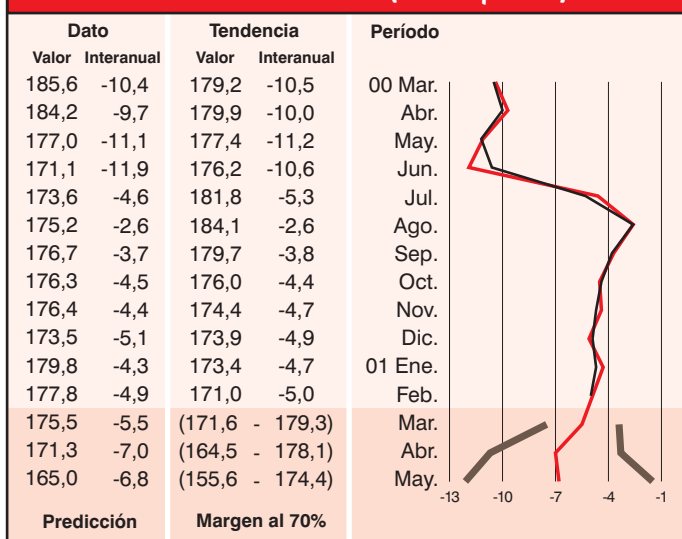 Dato Tendencia Período
Valor Interanual Valor Interanual
185,6 -10,4 179,2 -10,5 00 Mar.
184,2 -9,7 179,9 -10,0 Abr.
177,0 -11,1 177,4 -11,2 May.
171,1 -11,9 176,2 -10,6 Jun.
173,6 -4,6 181,8 -5,3 Jul.
175,2 -2,6 184,1 -2,6 Ago.
176,7 -3,7 179,7 -3,8 Sep.
176,3 -4,5 176,0 -4,4 Oct.
176,4 -4,4 174,4 -4,7 Nov.
173,5 -5,1 173,9 -4,9 Dic.
179,8 -4,3 173,4 -4,7 01 Ene.
177,8 -4,9 171,0 -5,0 Feb.
175,5 -5,5 (171,6 - 179,3) Mar.
171,3 -7,0 (164,5 - 178,1) Abr.
165,0 -6,8 (155,6 - 174,4) May.
-13 -10 -7 -4 -1
Predicción Margen al 70%